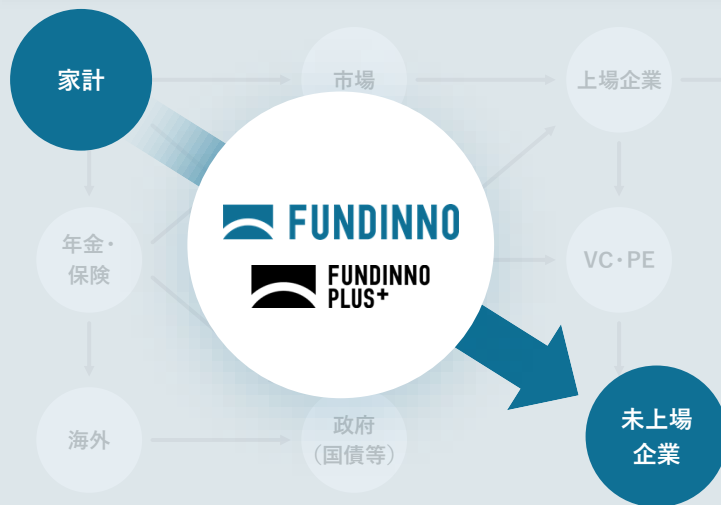 家計
市場
上場企業
FUNDINNO
年金・
保険
FUNDINNO
PLUS+
VC・PE
海外
政府
（国債等）
未上場
企業